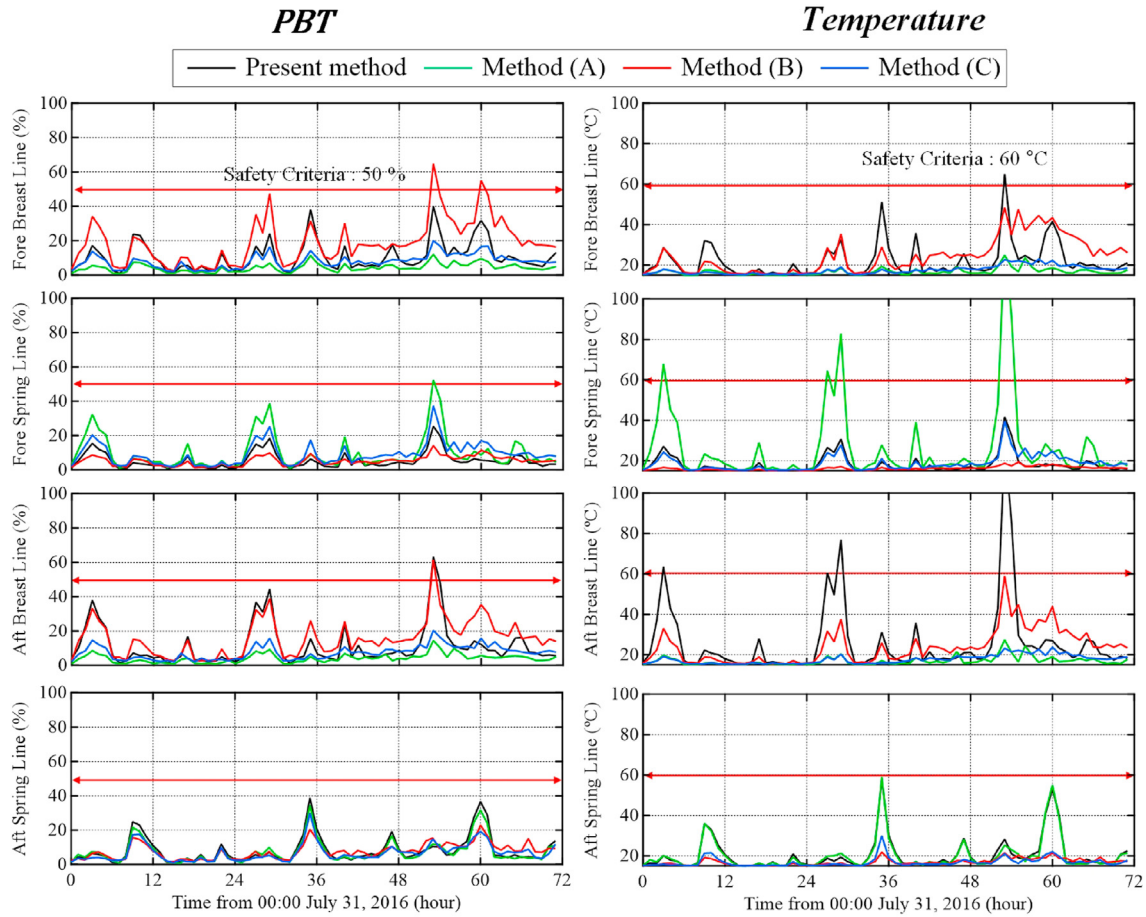 PBT
Temperature
Present method
Method (A)
Method (B)
Method (C)
Fore Breast Line (%)
100
80
60
40
20
0
Safety Criteria : 50 %
Fore Breast Line (ºC)
100
80
60
40
20
Safety Criteria : 60 °C
Fore Spring Line (%)
100
80
60
40
20
0
Fore Spring Line (ºC)
100
80
60
40
20
Aft Breast Line (%)
100
80
60
40
20
0
Aft Breast Line (ºC)
100
80
60
40
20
Aft Spring Line (%)
100
80
60
40
20
0
0 12 24 36 48 60 72
Time from 00:00 July 31, 2016 (hour)
Aft Spring Line (ºC)
100
80
60
40
20
0 12 24 36 48 60 72
Time from 00:00 July 31, 2016 (hour)